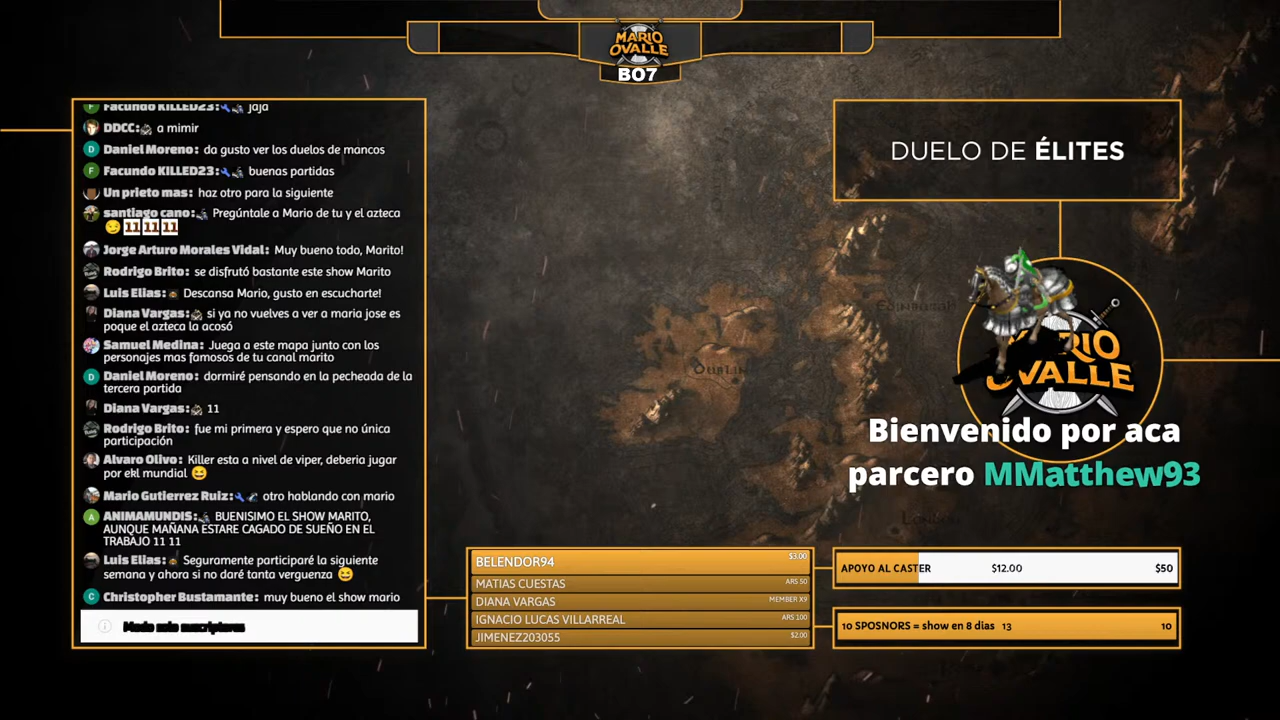 MARIO
OVALLE
BO7
Facundo KILLED23: jaja
DDCC: a mimir
Daniel Moreno: da gusto ver los duelos de mancos
Facundo KILLED23: buenas partidas
Un prieto mas: haz otro para la siguiente
santiago cano: Pregúntale a Mario de tu y el azteca
😏 11 11 11
Jorge Arturo Morales Vidal: Muy bueno todo, Marito!
Rodrigo Brito: se disfrutó bastante este show Marito
Luis Elias: Descansa Mario, gusto en escucharte!
Diana Vargas: si ya no vuelves a ver a maria jose es
poque el azteca la acosó
Samuel Medina: Juega a este mapa junto con los
personajes mas famosos de tu canal marito
Daniel Moreno: dormiré pensando en la pecheada de la
tercera partida
Diana Vargas: 11
Rodrigo Brito: fue mi primera y espero que no única
participación
Alvaro Olivo: Killer esta a nivel de viper, deberia jugar
por ekl mundial 😆
Mario Gutierrez Ruiz: otro hablando con mario
ANIMAMUNDIS: BUENISIMO EL SHOW MARITO,
AUNQUE MAÑANA ESTARE CAGADO DE SUEÑO EN EL
TRABAJO 11 11
Luis Elias: Seguramente participaré la siguiente
semana y ahora si no daré tanta verguenza 😆
Christopher Bustamante: muy bueno el show mario
Modo solo suscriptores
DUELO DE ÉLITES
EDINBURGH
DUBLIN
LONDON
MARIO
OVALLE
Bienvenido por aca
parcero MMatthew93
BELENDOR94 $3.00
MATIAS CUESTAS ARS 50
DIANA VARGAS MEMBER X9
IGNACIO LUCAS VILLARREAL ARS 100
JIMENEZ203055 $2.00
APOYO AL CASTER $12.00 $50
10 SPOSNORS = show en 8 dias 13 10